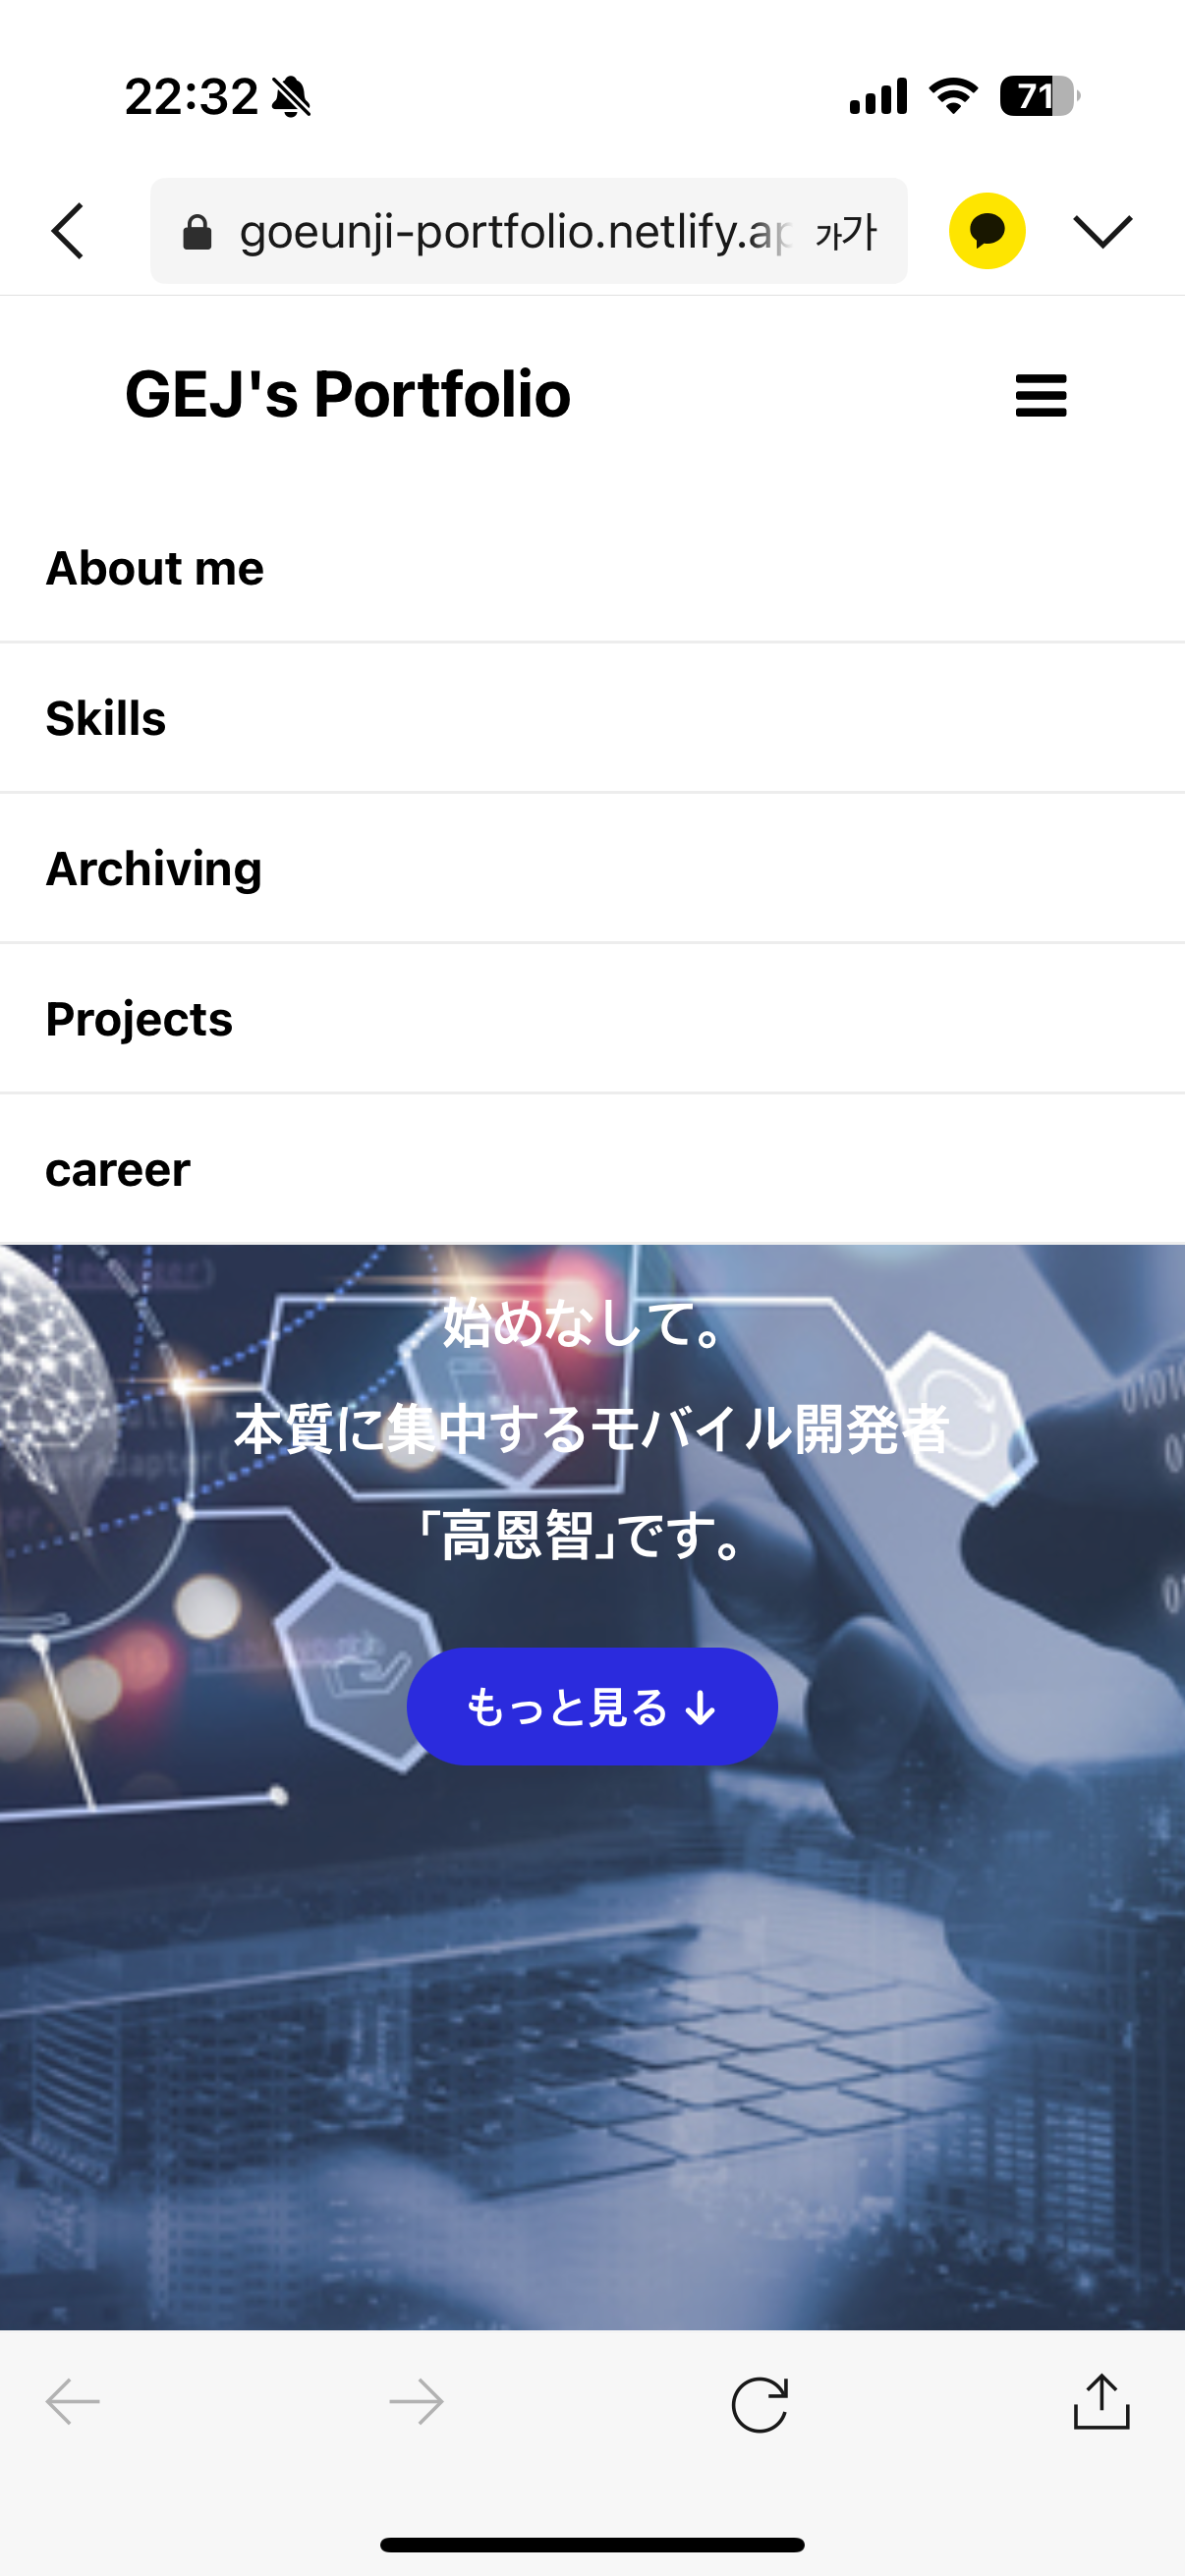 22:32
71
goeunji-portfolio.netlify.ap
가가
GEJ's Portfolio
About me
Skills
Archiving
Projects
career
始めなして。
本質に集中するモバイル開発者
「高恩智」です。
もっと見る ↓